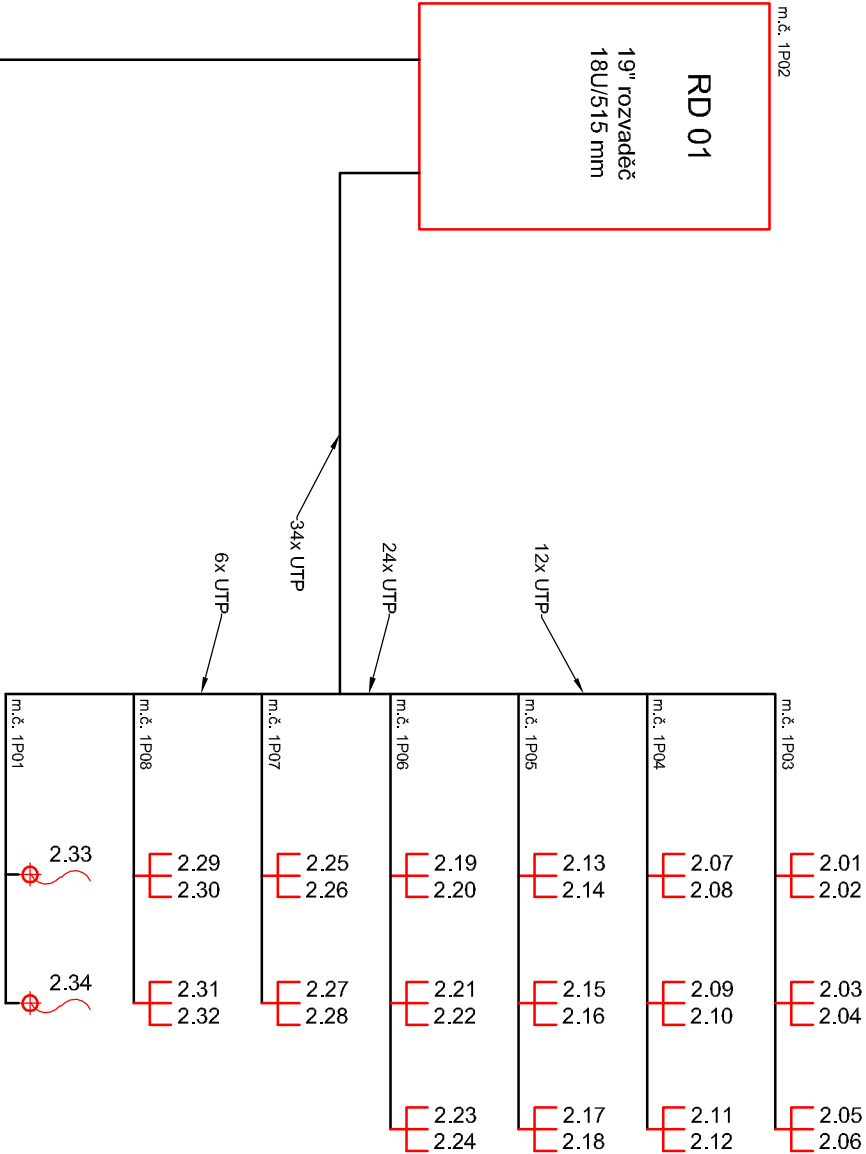 m.č. 1P02
RD 01
19" rozvaděč
18U/515 mm
34x UTP
24x UTP
12x UTP
6x UTP
m.č. 1P03
2.01
2.02
2.03
2.04
2.05
2.06
m.č. 1P04
2.07
2.08
2.09
2.10
2.11
2.12
m.č. 1P05
2.13
2.14
2.15
2.16
2.17
2.18
m.č. 1P06
2.19
2.20
2.21
2.22
2.23
2.24
m.č. 1P07
2.25
2.26
2.27
2.28
m.č. 1P08
2.29
2.30
2.31
2.32
m.č. 1P01
2.33
2.34